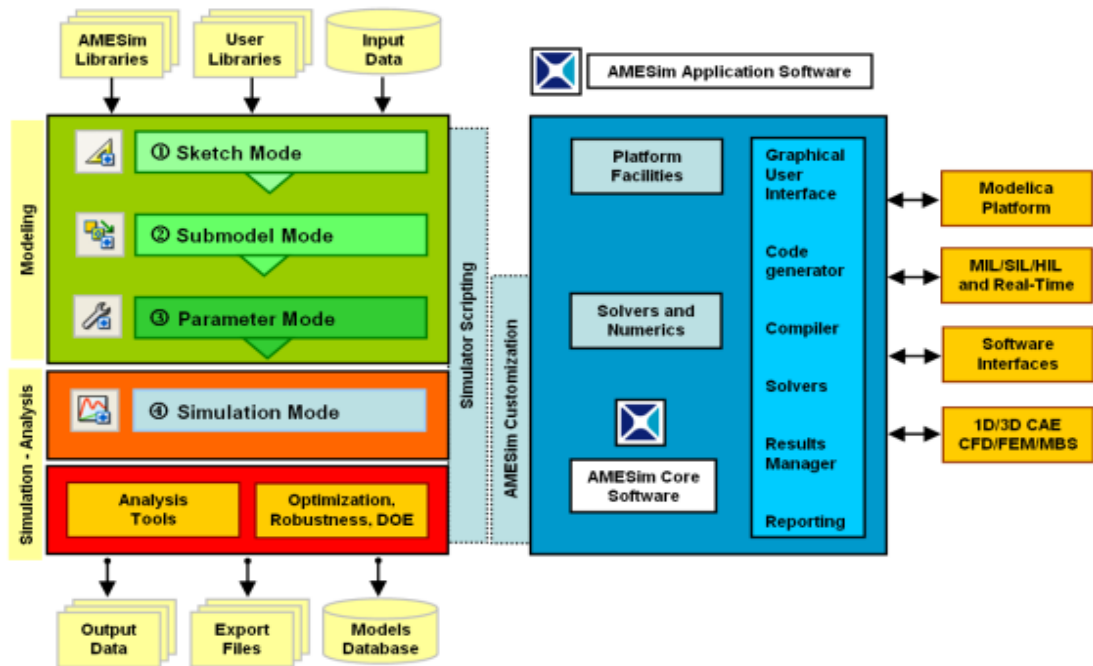 AMESim
Libraries
User
Libraries
Input
Data
AMESim Application Software
Modeling
① Sketch Mode
② Submodel Mode
③ Parameter Mode
Simulation - Analysis
④ Simulation Mode
Analysis
Tools
Optimization,
Robustness, DOE
Simulator Scripting
AMESim Customization
Platform
Facilities
Solvers and
Numerics
AMESim Core
Software
Graphical
User
Interface
Code
generator
Compiler
Solvers
Results
Manager
Reporting
Modelica
Platform
MIL/SIL/HIL
and Real-Time
Software
Interfaces
1D/3D CAE
CFD/FEM/MBS
Output
Data
Export
Files
Models
Database